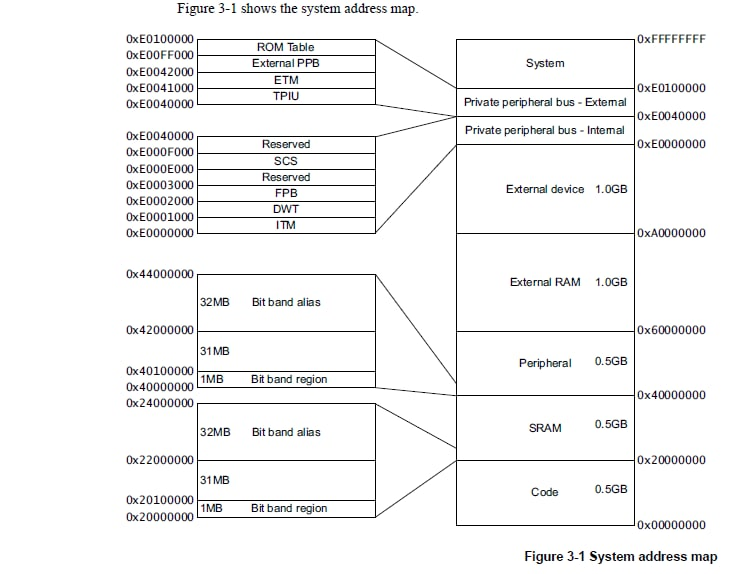 Figure 3-1 shows the system address map.
0xE0100000
ROM Table
0xE00FF000
External PPB
0xE0042000
ETM
0xE0041000
TPIU
0xE0040000
0xE0040000
Reserved
0xE000F000
SCS
0xE000E000
Reserved
0xE0003000
FPB
0xE0002000
DWT
0xE0001000
ITM
0xE0000000
0x44000000
32MB Bit band alias
0x42000000
31MB
0x40100000
1MB Bit band region
0x40000000
0x24000000
32MB Bit band alias
0x22000000
31MB
0x20100000
1MB Bit band region
0x20000000
0xFFFFFFFF
System
0xE0100000
Private peripheral bus - External
0xE0040000
Private peripheral bus - Internal
0xE0000000
External device 1.0GB
0xA0000000
External RAM 1.0GB
0x60000000
Peripheral 0.5GB
0x40000000
SRAM 0.5GB
0x20000000
Code 0.5GB
0x00000000
Figure 3-1 System address map